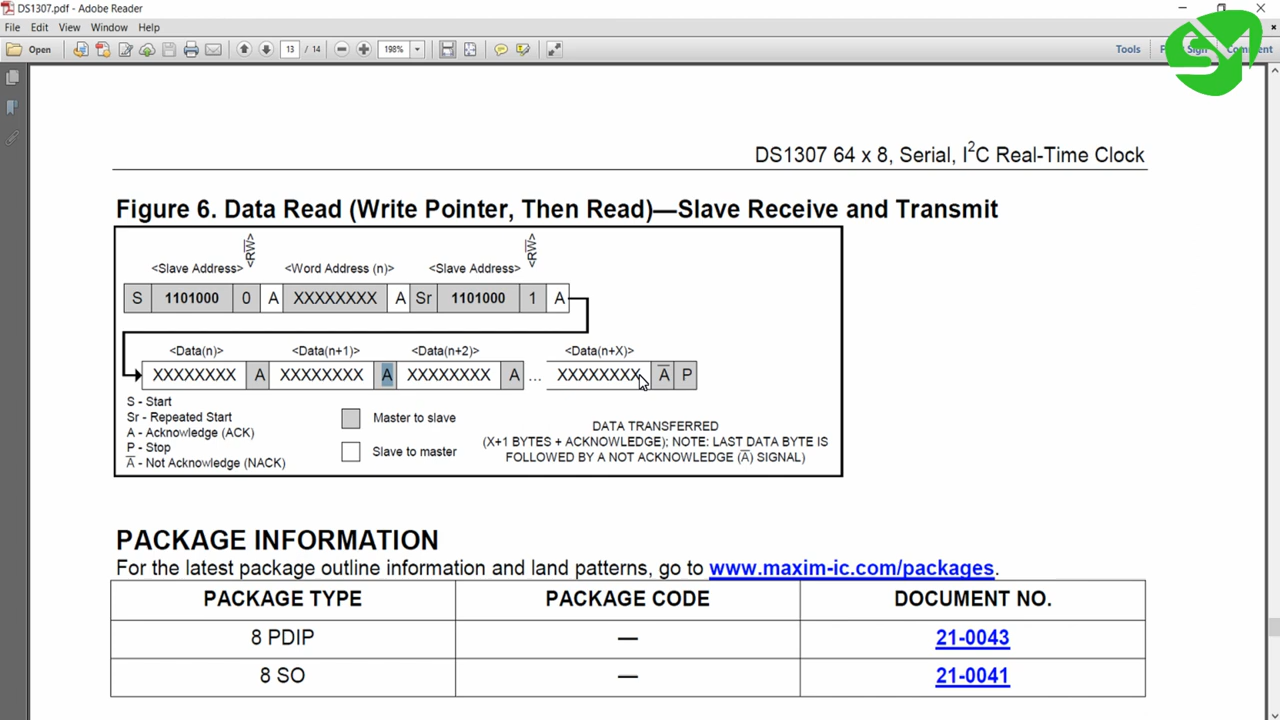 DS1307.pdf - Adobe Reader
File Edit View Window Help
Open 13 / 14 198% Tools Sign Comment
SM
DS1307 64 x 8, Serial, I²C Real-Time Clock
Figure 6. Data Read (Write Pointer, Then Read)—Slave Receive and Transmit
<Slave Address> <RW̅> <Word Address (n)> <Slave Address> <RW̅>
S 1101000 0 A XXXXXXXX A Sr 1101000 1 A
<Data(n)> <Data(n+1)> <Data(n+2)> <Data(n+X)>
XXXXXXXX A XXXXXXXX A XXXXXXXX A ... XXXXXXXX A̅ P
S - Start
Sr - Repeated Start
A - Acknowledge (ACK)
P - Stop
A̅ - Not Acknowledge (NACK)
Master to slave
Slave to master
DATA TRANSFERRED
(X+1 BYTES + ACKNOWLEDGE); NOTE: LAST DATA BYTE IS
FOLLOWED BY A NOT ACKNOWLEDGE (A̅) SIGNAL)
PACKAGE INFORMATION
For the latest package outline information and land patterns, go to www.maxim-ic.com/packages.
PACKAGE TYPE PACKAGE CODE DOCUMENT NO.
8 PDIP — 21-0043
8 SO — 21-0041